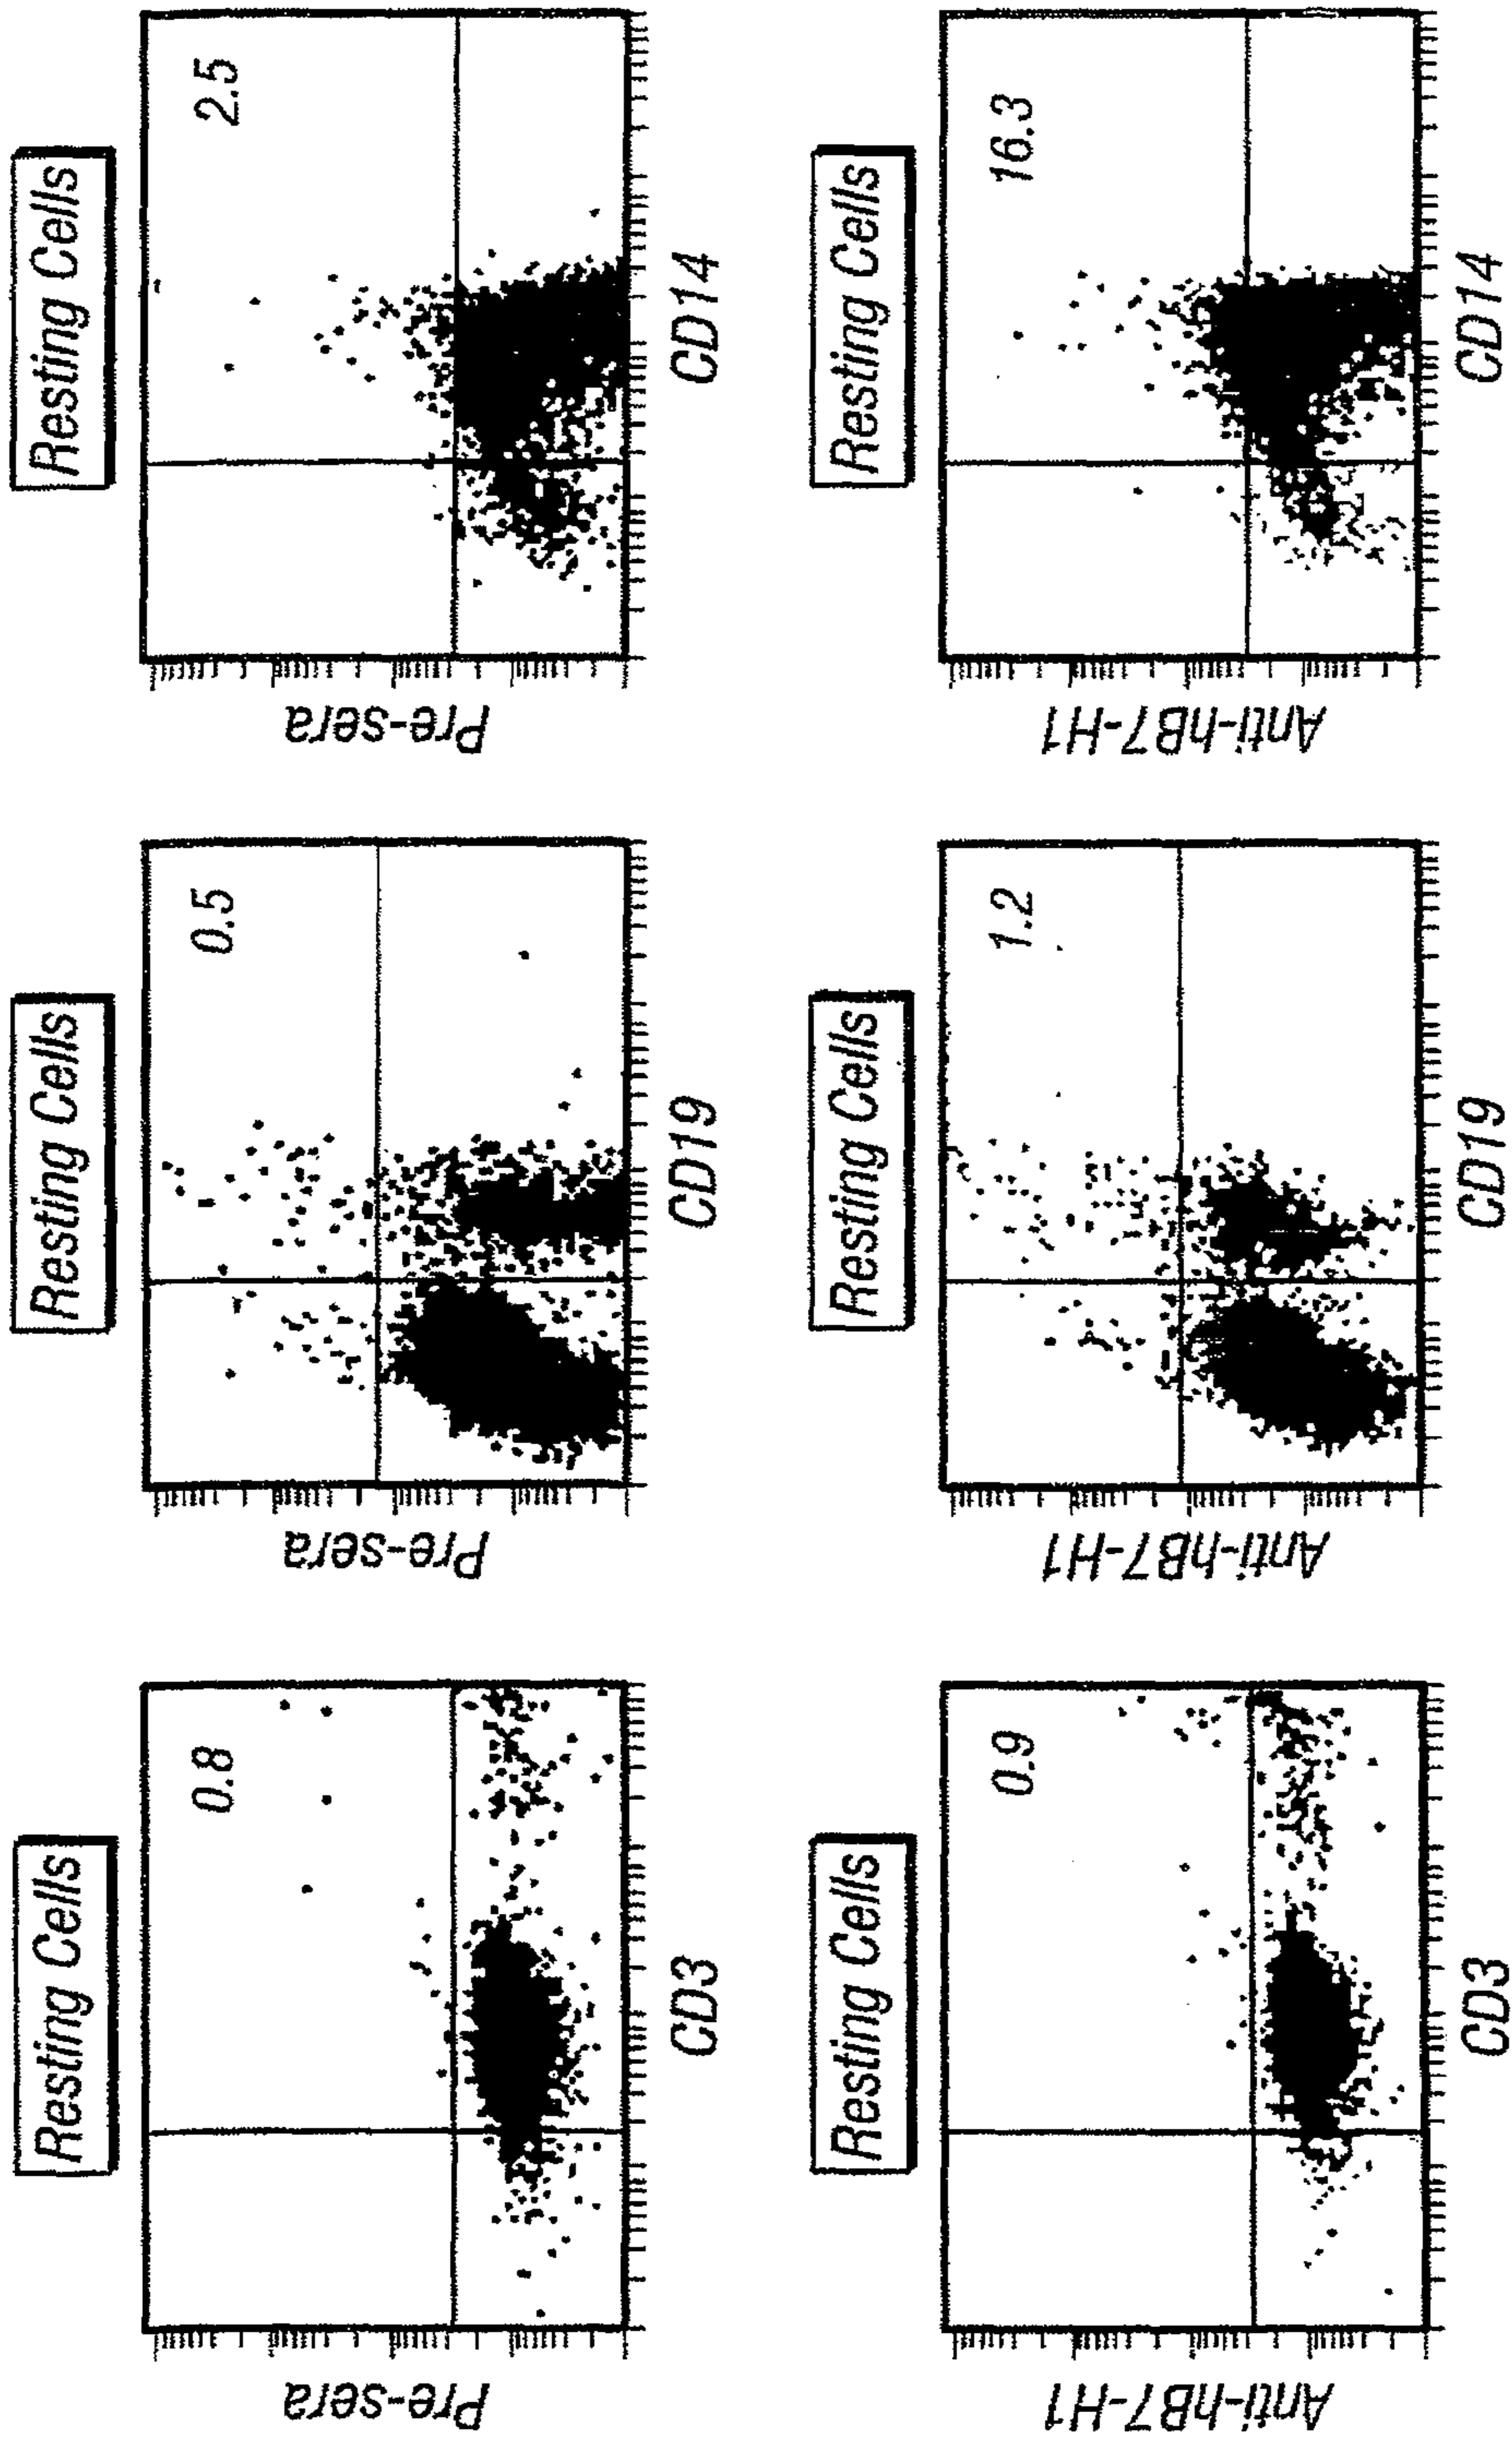 Resting Cells
Resting Cells
Resting Cells
0.8
0.5
2.5
Pre-sera
Pre-sera
Pre-sera
CD3
CD19
CD14
Resting Cells
Resting Cells
Resting Cells
0.9
1.2
16.3
Anti-hB7-H1
Anti-hB7-H1
Anti-hB7-H1
CD3
CD19
CD14